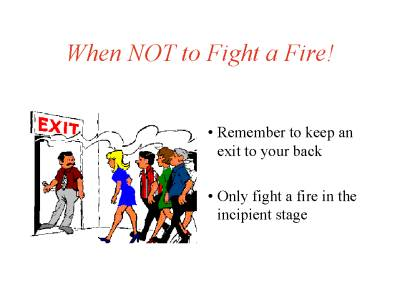 When NOT to Fight a Fire!
EXIT
• Remember to keep an
exit to your back
• Only fight a fire in the
incipient stage